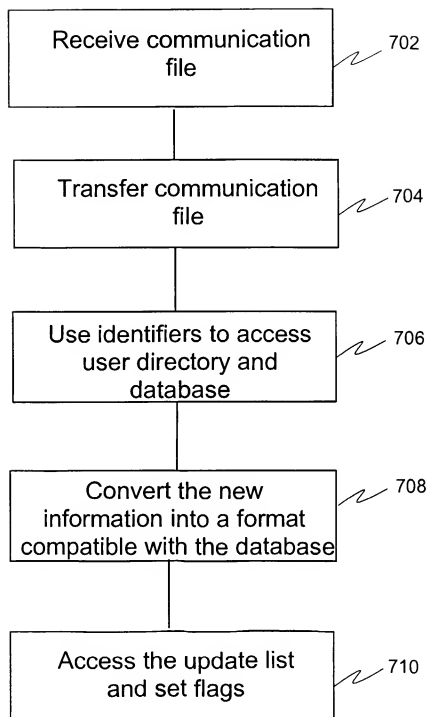 Receive communication
file
702
Transfer communication
file
704
Use identifiers to access
user directory and
database
706
Convert the new
information into a format
compatible with the database
708
Access the update list
and set flags
710